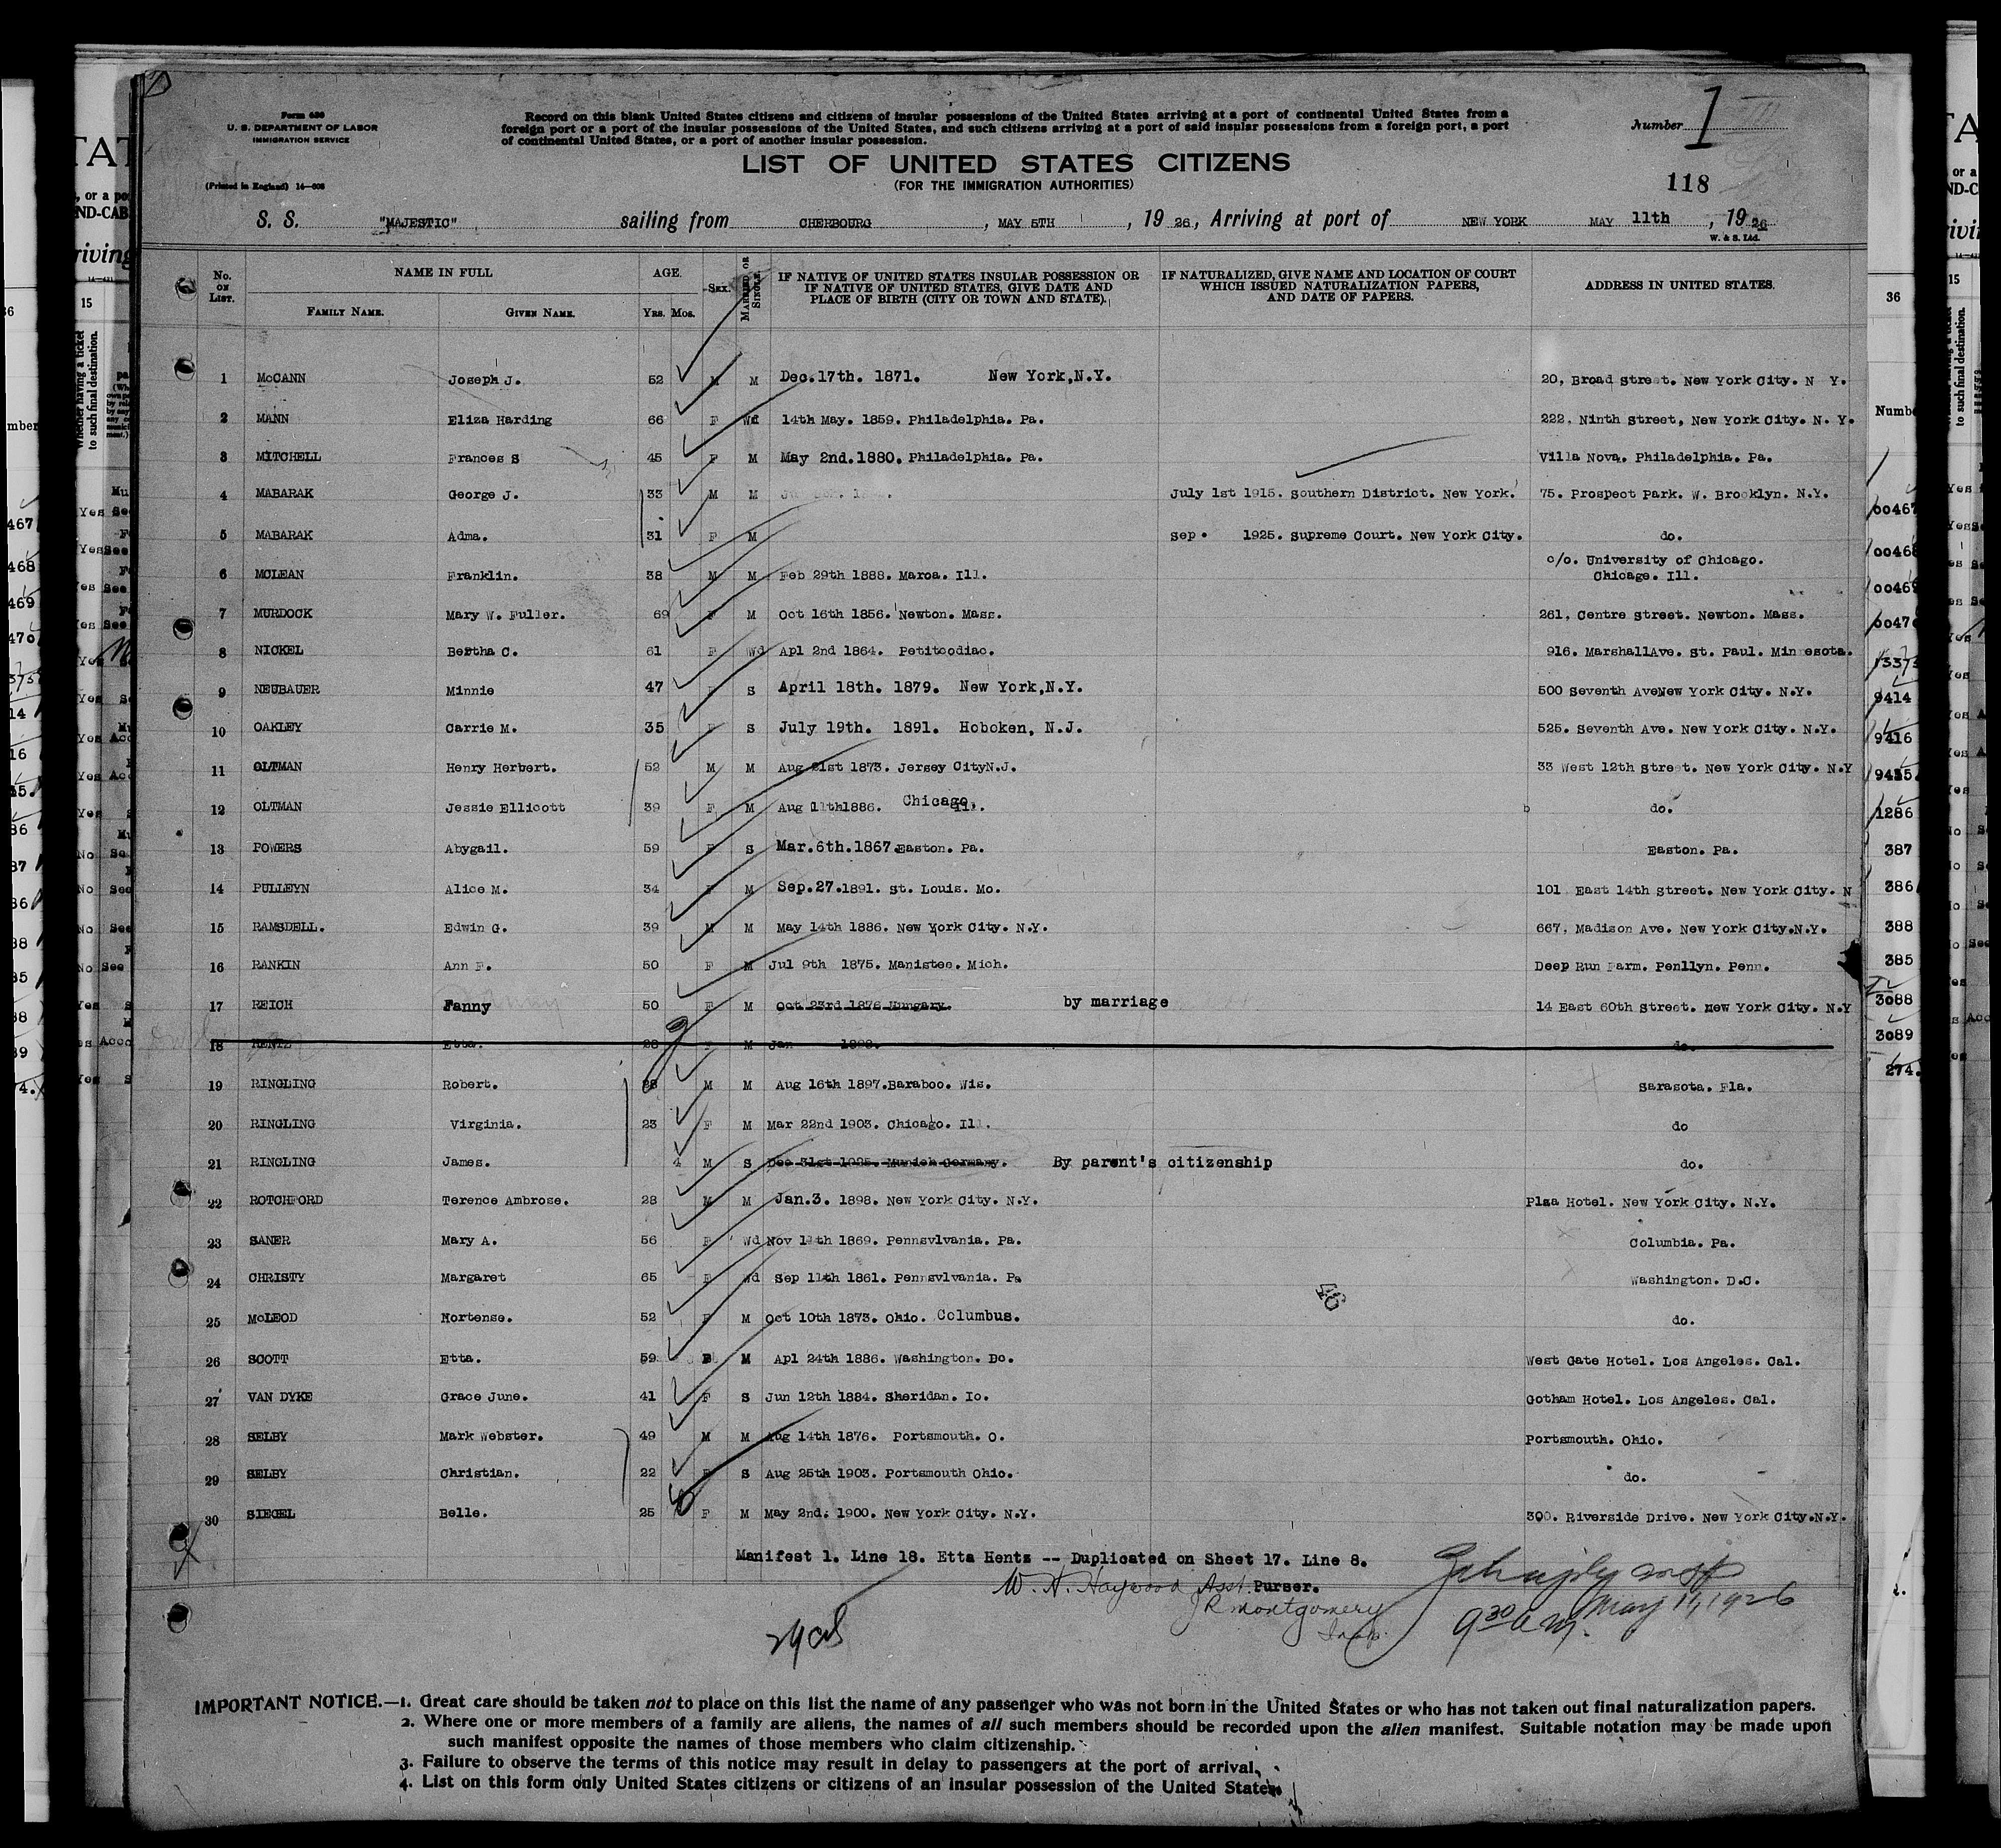 Form 630
U. S. DEPARTMENT OF LABOR
IMMIGRATION SERVICE
(Printed in England) 14—608
Record on this blank United States citizens and citizens of insular possessions of the United States arriving at a port of continental United States from a
foreign port or a port of the insular possessions of the United States, and such citizens arriving at a port of said insular possessions from a foreign port, a port
of continental United States, or a port of another insular possession.
Number 1
LIST OF UNITED STATES CITIZENS
(FOR THE IMMIGRATION AUTHORITIES)
118
S. S. "MAJESTIC" sailing from CHERBOURG, MAY 5TH, 19 26, Arriving at port of NEW YORK MAY 11th, 19 26
W. & S. Ltd.
No. ON LIST. NAME IN FULL AGE. SEX. MARRIED OR SINGLE. IF NATIVE OF UNITED STATES INSULAR POSSESSION OR IF NATIVE OF UNITED STATES, GIVE DATE AND PLACE OF BIRTH (CITY OR TOWN AND STATE). IF NATURALIZED, GIVE NAME AND LOCATION OF COURT WHICH ISSUED NATURALIZATION PAPERS, AND DATE OF PAPERS. ADDRESS IN UNITED STATES.
FAMILY NAME. GIVEN NAME. YRS. MOS.
1 McCANN Joseph J. 52 M M Dec.17th. 1871. New York,N.Y. 20, Broad Street. New York City. N Y.
2 MANN Eliza Harding 66 F Wd 14th May. 1859. Philadelphia. Pa. 222, Ninth Street, New York City. N. Y.
3 MITCHELL Frances S 45 F M May 2nd.1880. Philadelphia. Pa. Villa Nova. Philadelphia. Pa.
4 MABARAK George J. 33 M M July 1st 1915. Southern District. New York. 75. Prospect Park. W. Brooklyn. N.Y.
5 MABARAK Adma. 31 F M Sep. 1925. Supreme Court. New York City. do.
6 MCLEAN Franklin. 38 M M Feb 29th 1888. Maroa. Ill. c/o. University of Chicago. Chicago. Ill.
7 MURDOCK Mary W. Fuller. 69 F M Oct 16th 1856. Newton. Mass. 261, Centre Street. Newton. Mass.
8 NICKEL Bertha C. 61 F Wd Apl 2nd 1864. Petitcodiac. 916. MarshallAve. St. Paul. Minnesota.
9 NEUBAUER Minnie 47 F S April 18th. 1879. New York,N.Y. 500 Seventh AveNew York City. N.Y.
10 OAKLEY Carrie M. 35 F S July 19th. 1891. Hoboken, N.J. 525. Seventh Ave. New York City. N.Y.
11 OLTMAN Henry Herbert. 52 M M Aug 21st 1873. Jersey CityN.J. 33 West 12th Street. New York City. N.Y
12 OLTMAN Jessie Ellicott 39 F M Aug 11th1886. Chicago Ill. do.
13 POWERS Abygail. 59 F S Mar.6th.1867.Easton. Pa. Easton. Pa.
14 PULLEYN Alice M. 34 F M Sep.27.1891. St. Louis. Mo. 101 East 14th Street. New York City. N
15 RAMSDELL. Edwin G. 39 M M May 14th 1886. New York City. N.Y. 667, Madison Ave. New York City.N.Y.
16 RANKIN Ann F. 50 F M Jul 9th 1875. Manistee. Mich. Deep Run Farm. Penllyn. Penn.
17 REICH Fanny 50 F M Oct 23rd 1876 Hungary. by marriage 14 East 60th Street. New York City. N.Y
18 RENTZ Etta. 28 F M Jan 1898. do.
19 RINGLING Robert. 28 M M Aug 16th 1897.Baraboo. Wis. Sarasota. Fla.
20 RINGLING Virginia. 23 F M Mar 22nd 1903. Chicago. Ill. do
21 RINGLING James. 4 M S Dec 31st 1925. Munich Germany. By parent's citizenship do.
22 ROTCHFORD Terence Ambrose. 28 M M Jan.3. 1898. New York City. N.Y. Plaa Hotel. New York City. N.Y.
23 SANER Mary A. 56 F Wd Nov 14th 1869. Pennsylvania. Pa. Columbia. Pa.
24 CHRISTY Margaret 65 F Wd Sep 11th 1861. Pennsylvania. Pa Washington. D.C.
25 McLEOD Hortense. 52 F M Oct 10th 1873. Ohio. Columbus. do.
26 SCOTT Etta. 59 F M Apl 24th 1886. Washington. Do. West Gate Hotel. Los Angeles. Cal.
27 VAN DYKE Grace June. 41 F S Jun 12th 1884. Sheridan. Io. Gotham Hotel. Los Angeles. Cal.
28 SELBY Mark Webster. 49 M M Aug 14th 1876. Portsmouth. O. Portsmouth. Ohio.
29 SELBY Christian. 22 F S Aug 25th 1903. Portsmouth Ohio. do.
30 SIEGEL Belle. 25 F M May 2nd. 1900. New York City. N.Y. 300. Riverside Drive. New York City.N.Y.
Manifest 1. Line 18. Etta Hentz -- Duplicated on Sheet 17. Line 8.
W. H. Haywood Asst. Purser.
J R Montgomery
Insp.
May 11, 1926
9 30 a m.
IMPORTANT NOTICE.—1. Great care should be taken not to place on this list the name of any passenger who was not born in the United States or who has not taken out final naturalization papers.
2. Where one or more members of a family are aliens, the names of all such members should be recorded upon the alien manifest. Suitable notation may be made upon
such manifest opposite the names of those members who claim citizenship.
3. Failure to observe the terms of this notice may result in delay to passengers at the port of arrival.
4. List on this form only United States citizens or citizens of an insular possession of the United States.